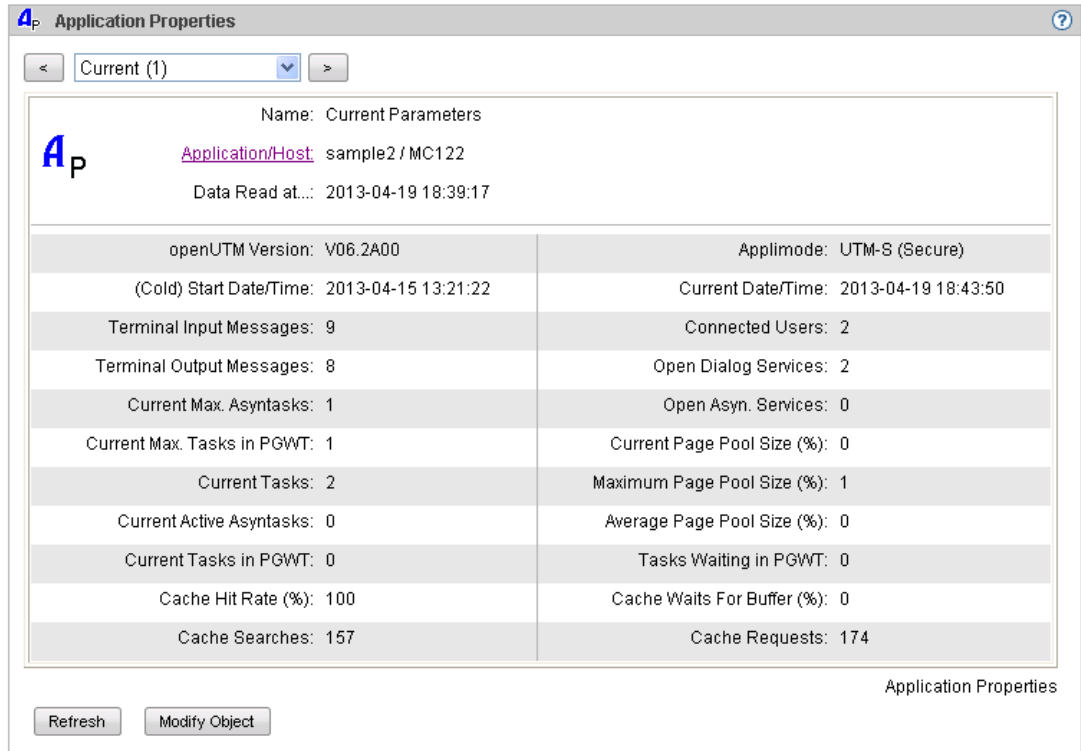 AP Application Properties ?
< Current (1) >
Name: Current Parameters
AP
Application/Host: sample2 / MC122
Data Read at...: 2013-04-19 18:39:17
openUTM Version: V06.2A00 Applimode: UTM-S (Secure)
(Cold) Start Date/Time: 2013-04-15 13:21:22 Current Date/Time: 2013-04-19 18:43:50
Terminal Input Messages: 9 Connected Users: 2
Terminal Output Messages: 8 Open Dialog Services: 2
Current Max. Asyntasks: 1 Open Asyn. Services: 0
Current Max. Tasks in PGWT: 1 Current Page Pool Size (%): 0
Current Tasks: 2 Maximum Page Pool Size (%): 1
Current Active Asyntasks: 0 Average Page Pool Size (%): 0
Current Tasks in PGWT: 0 Tasks Waiting in PGWT: 0
Cache Hit Rate (%): 100 Cache Waits For Buffer (%): 0
Cache Searches: 157 Cache Requests: 174
Application Properties
Refresh Modify Object